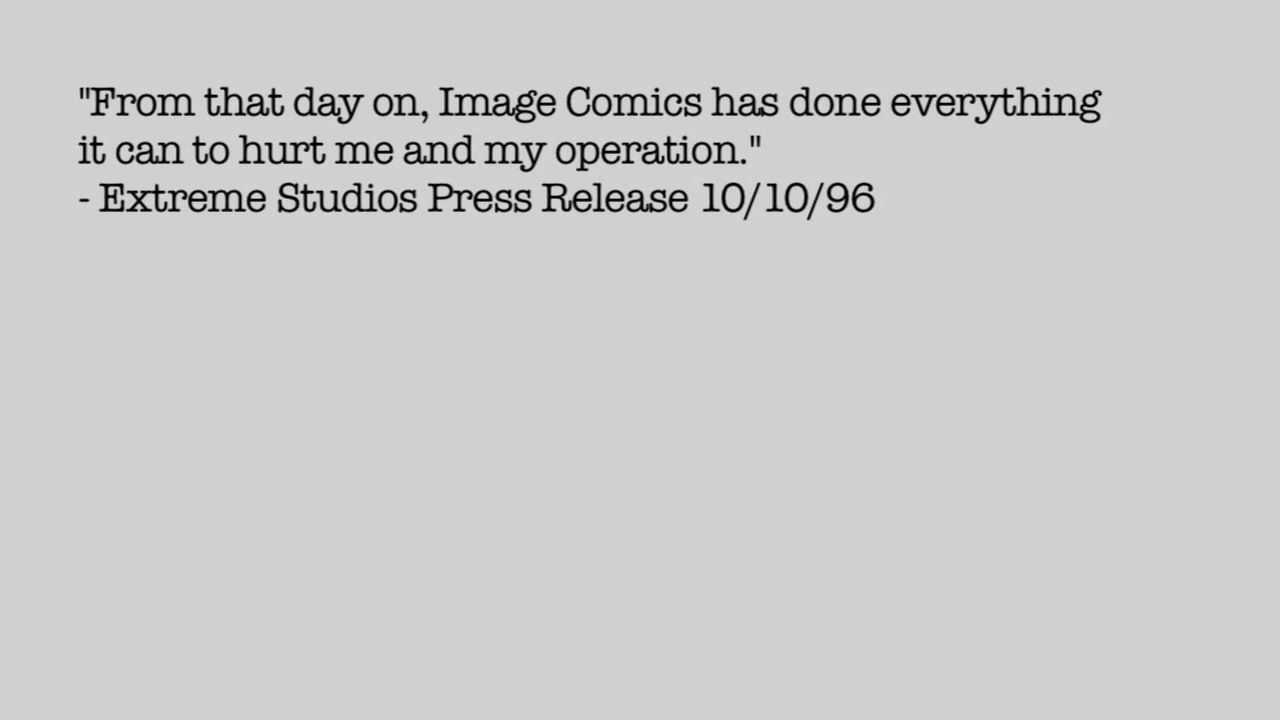 "From that day on, Image Comics has done everything
it can to hurt me and my operation."
- Extreme Studios Press Release 10/10/96